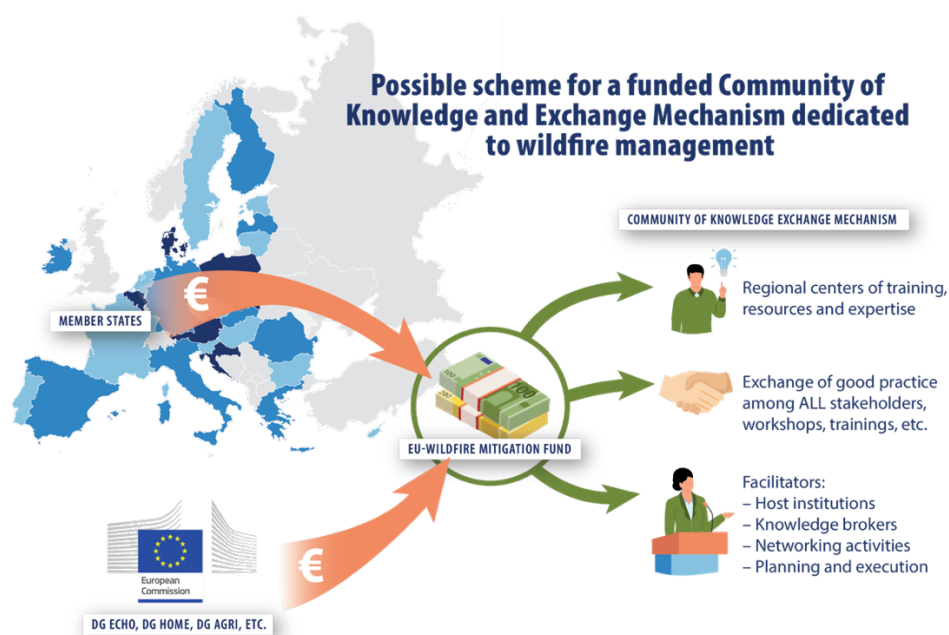 Possible scheme for a funded Community of
Knowledge and Exchange Mechanism dedicated
to wildfire management
COMMUNITY OF KNOWLEDGE EXCHANGE MECHANISM
Regional centers of training,
resources and expertise
€
MEMBER STATES
100
100
200
Exchange of good practice
among ALL stakeholders,
workshops, trainings, etc.
EU-WILDFIRE MITIGATION FUND
Facilitators:
– Host institutions
– Knowledge brokers
– Networking activities
– Planning and execution
€
European
Commission
DG ECHO, DG HOME, DG AGRI, ETC.